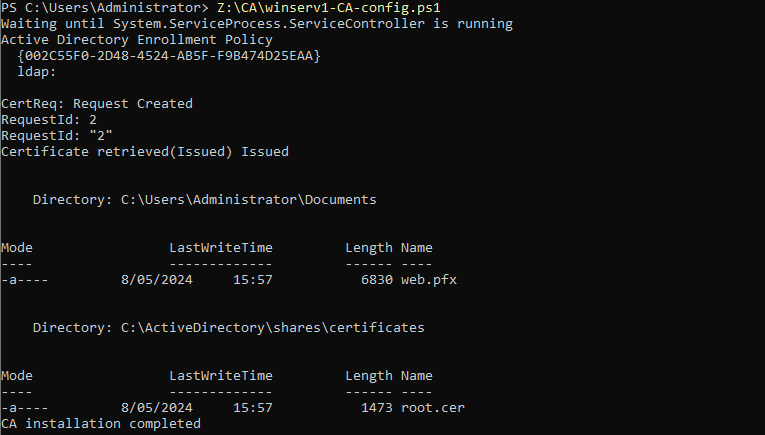 PS C:\Users\Administrator> Z:\CA\winserv1-CA-config.ps1
Waiting until System.ServiceProcess.ServiceController is running
Active Directory Enrollment Policy
  {002C55F0-2D48-4524-AB5F-F9B474D25EAA}
  ldap:
CertReq: Request Created
RequestId: 2
RequestId: "2"
Certificate retrieved(Issued) Issued
    Directory: C:\Users\Administrator\Documents
Mode                 LastWriteTime         Length Name
----                 -------------         ------ ----
-a----         8/05/2024     15:57           6830 web.pfx
    Directory: C:\ActiveDirectory\shares\certificates
Mode                 LastWriteTime         Length Name
----                 -------------         ------ ----
-a----         8/05/2024     15:57           1473 root.cer
CA installation completed